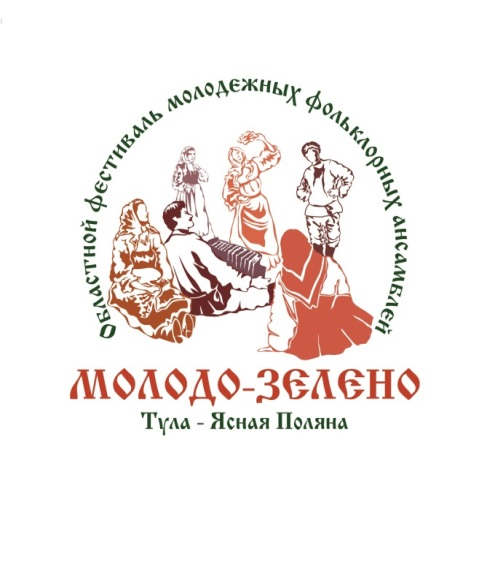 Областной фестиваль молодежных фольклорных ансамблей
МОЛОДО-ЗЕЛЕНО
Тула - Ясная Поляна